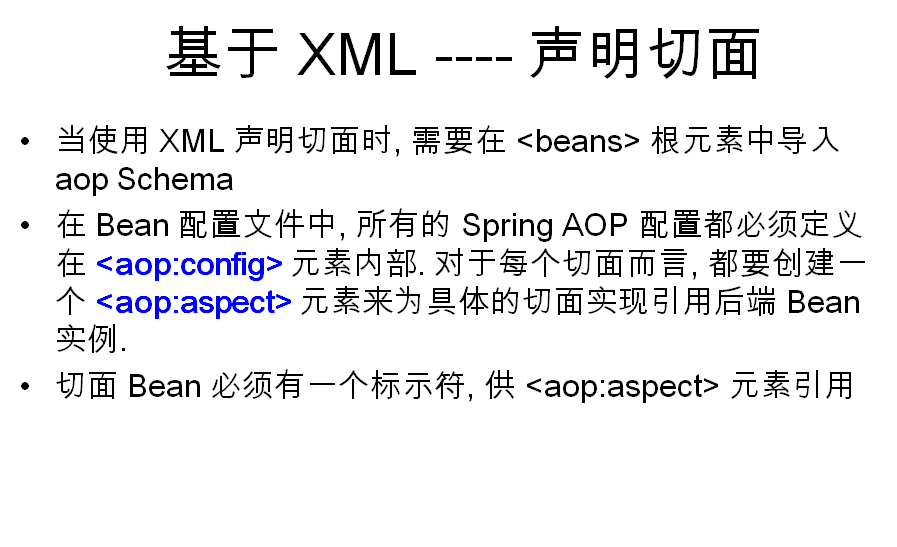 基于 XML ---- 声明切面
• 当使用 XML 声明切面时, 需要在 <beans> 根元素中导入
aop Schema
• 在 Bean 配置文件中, 所有的 Spring AOP 配置都必须定义
在 <aop:config> 元素内部. 对于每个切面而言, 都要创建一
个 <aop:aspect> 元素来为具体的切面实现引用后端 Bean
实例.
• 切面 Bean 必须有一个标示符, 供 <aop:aspect> 元素引用